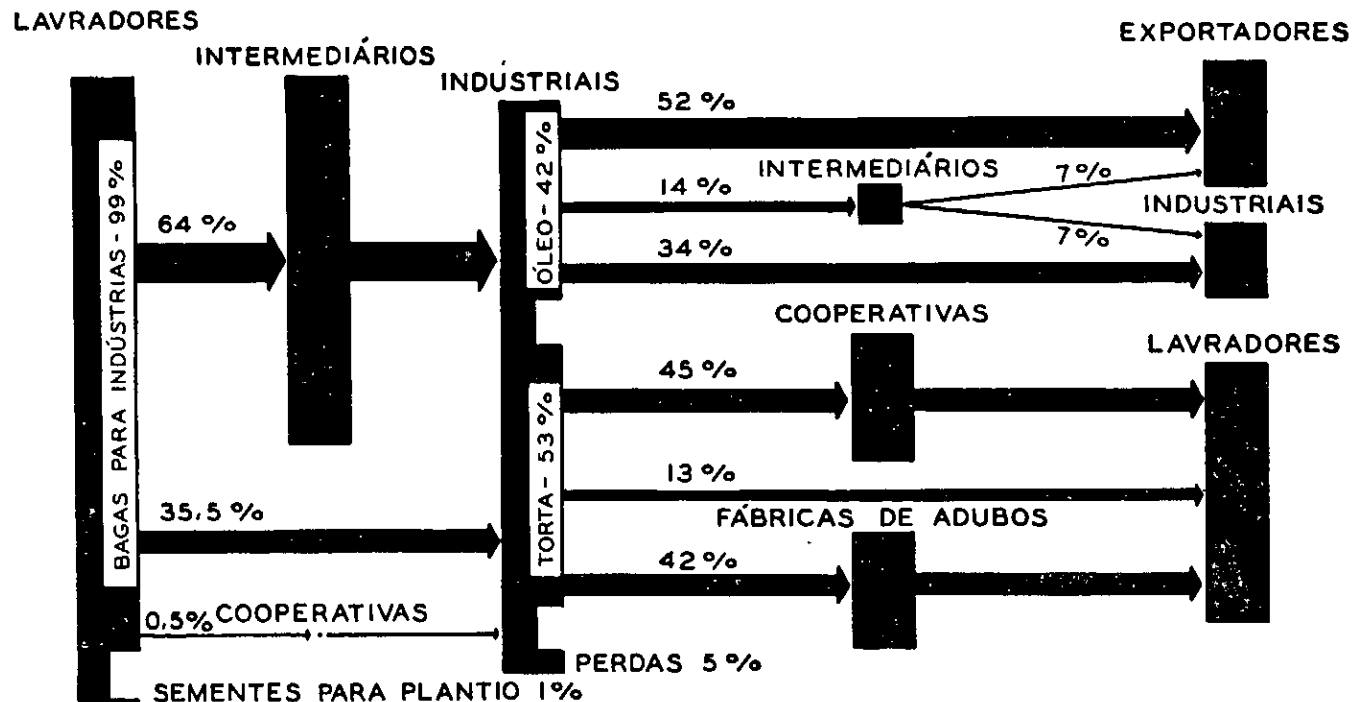 LAVRADORES
INTERMEDIÁRIOS
INDÚSTRIAIS
EXPORTADORES
BAGAS PARA INDÚSTRIAS - 99%
64 %
35,5 %
0,5% COOPERATIVAS
SEMENTES PARA PLANTIO 1%
ÓLEO - 42%
52 %
14 %
INTERMEDIÁRIOS
7 %
7 %
INDUSTRIAIS
34 %
COOPERATIVAS
LAVRADORES
TORTA - 53%
45 %
13 %
FÁBRICAS DE ADUBOS
42 %
PERDAS 5 %